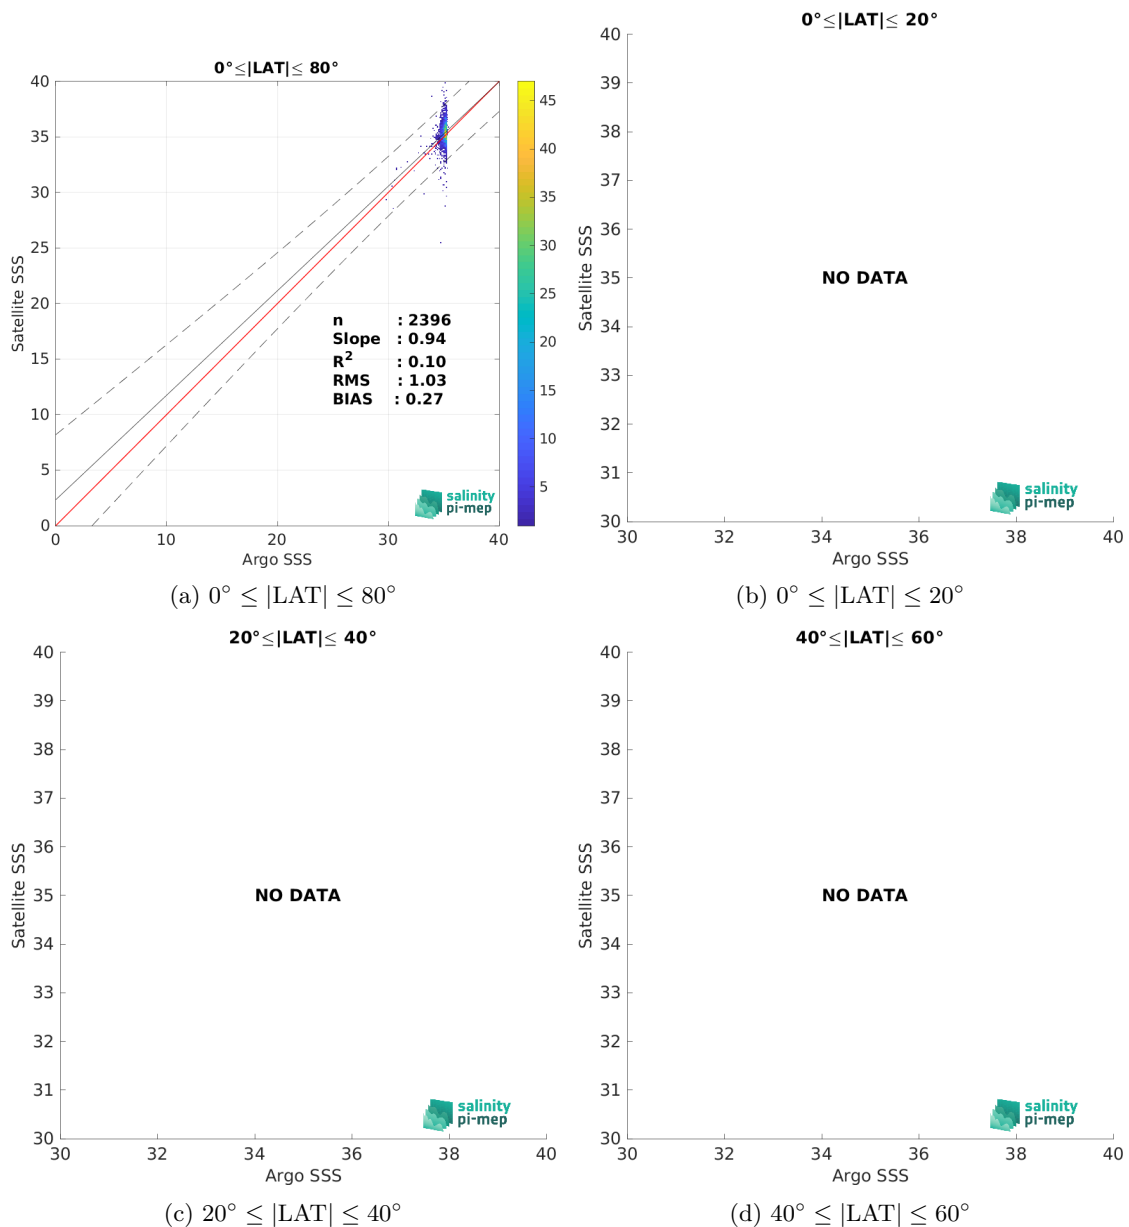 0°≤|LAT|≤ 80°
40
35
30
25
20
15
10
5
0
0
10
20
30
40
Satellite SSS
Argo SSS
n : 2396
Slope : 0.94
R² : 0.10
RMS : 1.03
BIAS : 0.27
45
40
35
30
25
20
15
10
5
salinity
pi-mep
(a) 0° ≤ |LAT| ≤ 80°
0°≤|LAT|≤ 20°
40
39
38
37
36
35
34
33
32
31
30
30
32
34
36
38
40
Satellite SSS
Argo SSS
NO DATA
salinity
pi-mep
(b) 0° ≤ |LAT| ≤ 20°
20°≤|LAT|≤ 40°
40
39
38
37
36
35
34
33
32
31
30
30
32
34
36
38
40
Satellite SSS
Argo SSS
NO DATA
salinity
pi-mep
(c) 20° ≤ |LAT| ≤ 40°
40°≤|LAT|≤ 60°
40
39
38
37
36
35
34
33
32
31
30
30
32
34
36
38
40
Satellite SSS
Argo SSS
NO DATA
salinity
pi-mep
(d) 40° ≤ |LAT| ≤ 60°